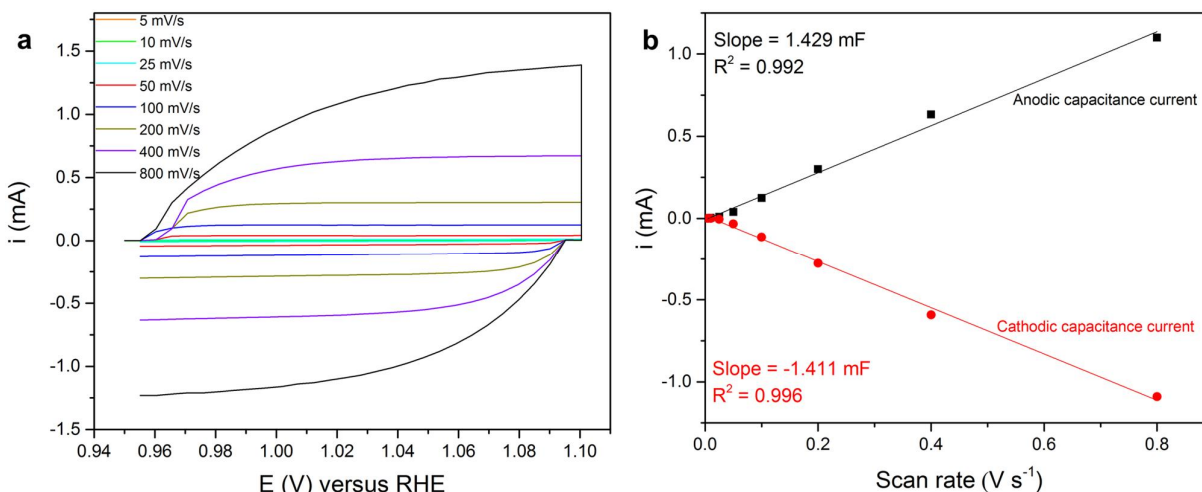 a
5 mV/s
10 mV/s
25 mV/s
50 mV/s
100 mV/s
200 mV/s
400 mV/s
800 mV/s
1.5
1.0
0.5
0.0
-0.5
-1.0
-1.5
i (mA)
0.94 0.96 0.98 1.00 1.02 1.04 1.06 1.08 1.10
E (V) versus RHE
b
Slope = 1.429 mF
R² = 0.992
Anodic capacitance current
Cathodic capacitance current
Slope = -1.411 mF
R² = 0.996
1.0
0.5
0.0
-0.5
-1.0
i (mA)
0.0 0.2 0.4 0.6 0.8
Scan rate (V s⁻¹)